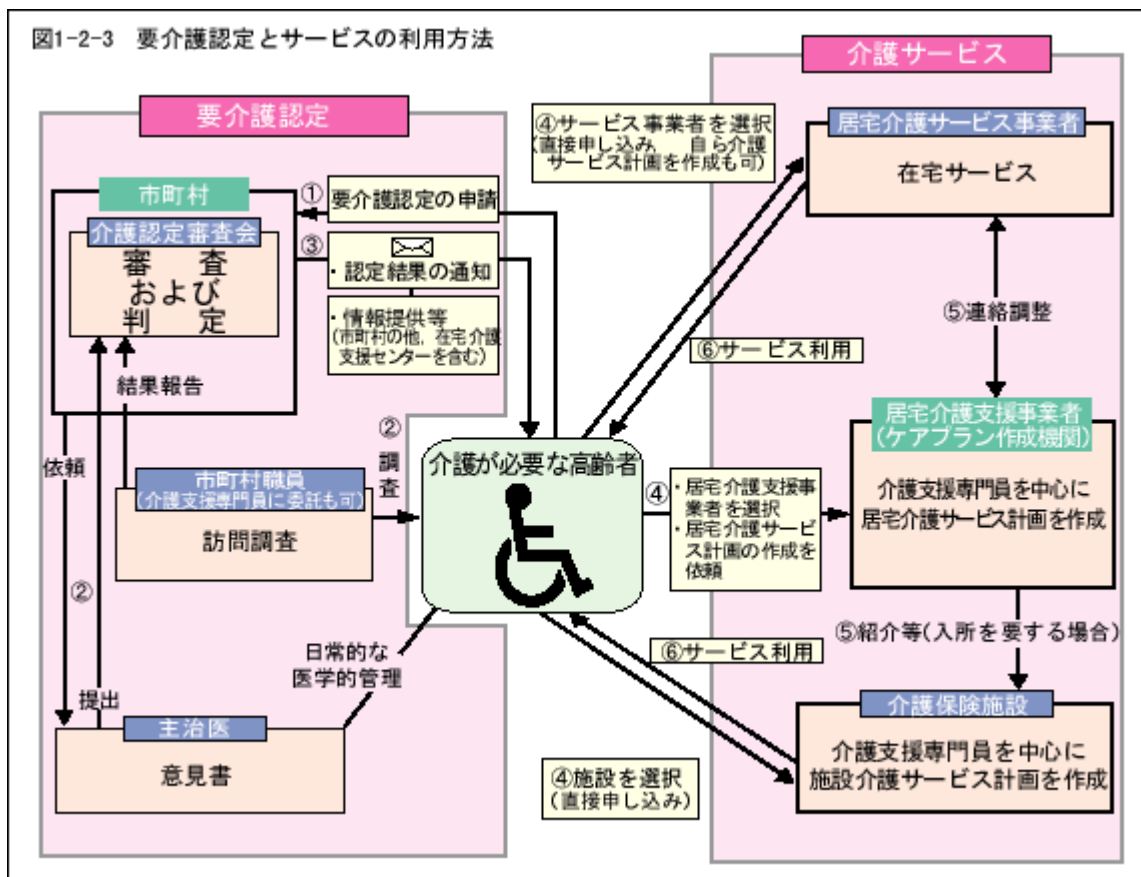 図1-2-3 要介護認定とサービスの利用方法
要介護認定
市町村
介護認定審査会
審査
および
判定
①
要介護認定の申請
③
・認定結果の通知
・情報提供等
(市町村の他, 在宅介護
支援センターを含む)
結果報告
依頼
②
提出
市町村職員
(介護支援専門員に委託も可)
訪問調査
②
調
査
主治医
意見書
日常的な
医学的管理
介護が必要な高齢者
介護サービス
④サービス事業者を選択
(直接申し込み, 自ら介護
サービス計画を作成も可)
居宅介護サービス事業者
在宅サービス
⑤連絡調整
⑥サービス利用
居宅介護支援事業者
(ケアプラン作成機関)
介護支援専門員を中心に
居宅介護サービス計画を作成
④
・居宅介護支援事
業者を選択
・居宅介護サービ
ス計画の作成を
依頼
⑤紹介等(入所を要する場合)
⑥サービス利用
介護保険施設
介護支援専門員を中心に
施設介護サービス計画を作成
④施設を選択
(直接申し込み)